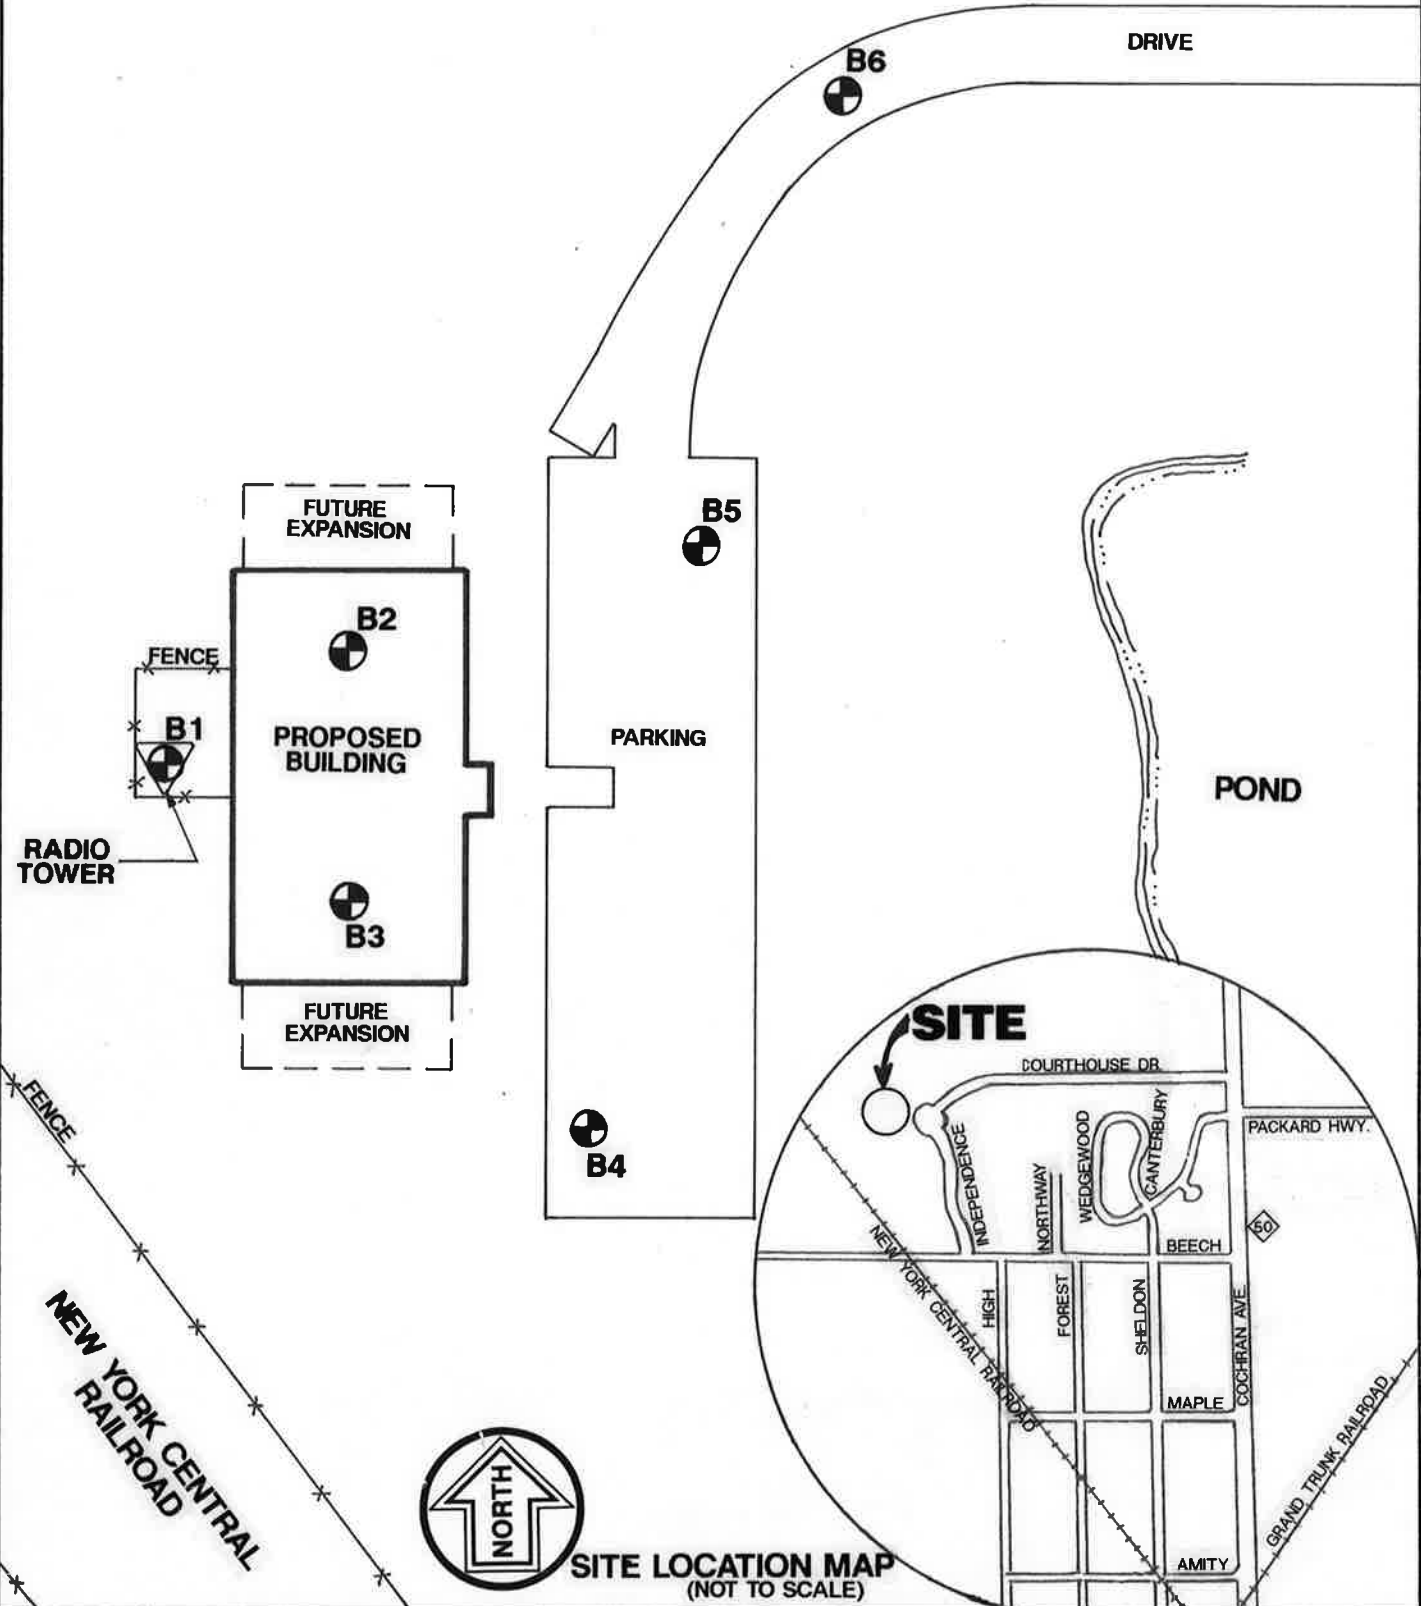 DRIVE
B6
FUTURE
EXPANSION
B5
B2
FENCE
B1
PROPOSED
BUILDING
PARKING
POND
RADIO
TOWER
B3
FUTURE
EXPANSION
SITE
COURTHOUSE DR.
FENCE
B4
INDEPENDENCE
NORTHWAY
WEDGEWOOD
CANTERBURY
PACKARD HWY.
50
BEECH
NEW YORK CENTRAL RAILROAD
HIGH
FOREST
SHELDON
COCHRAN AVE.
MAPLE
GRAND TRUNK RAILROAD
AMITY
NEW YORK CENTRAL
RAILROAD
NORTH
SITE LOCATION MAP
(NOT TO SCALE)